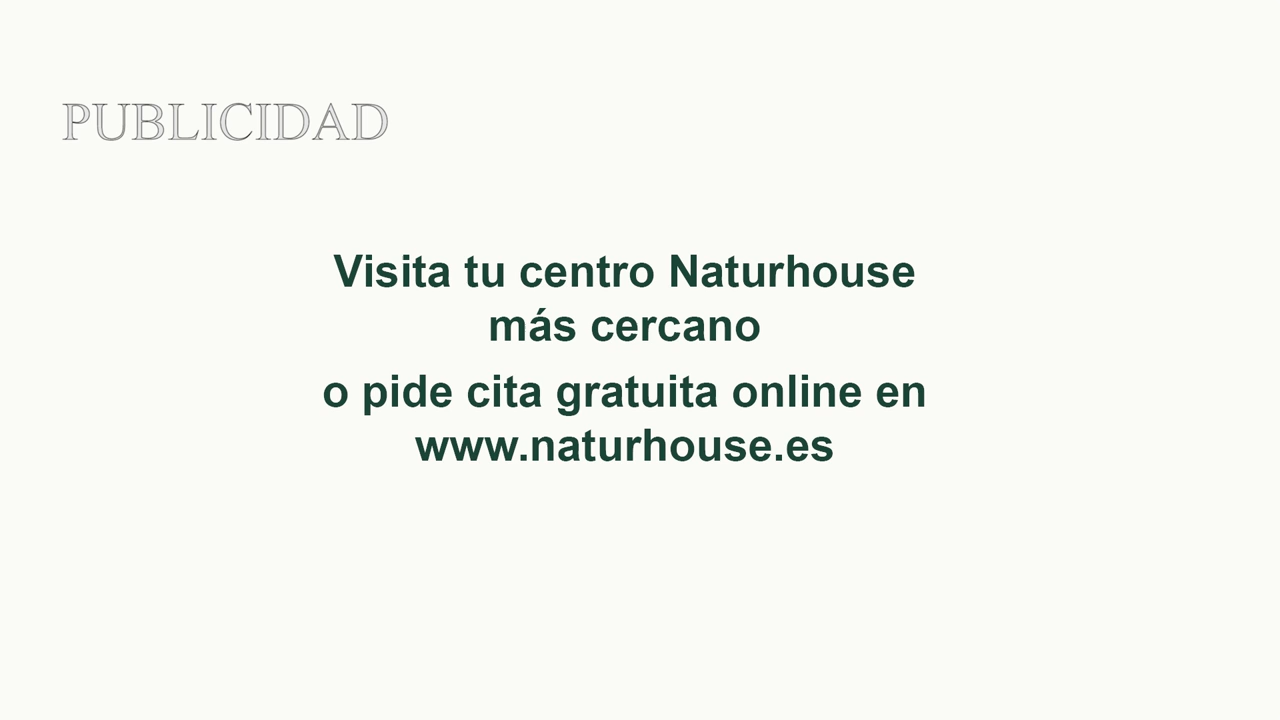 PUBLICIDAD
Visita tu centro Naturhouse
más cercano
o pide cita gratuita online en
www.naturhouse.es